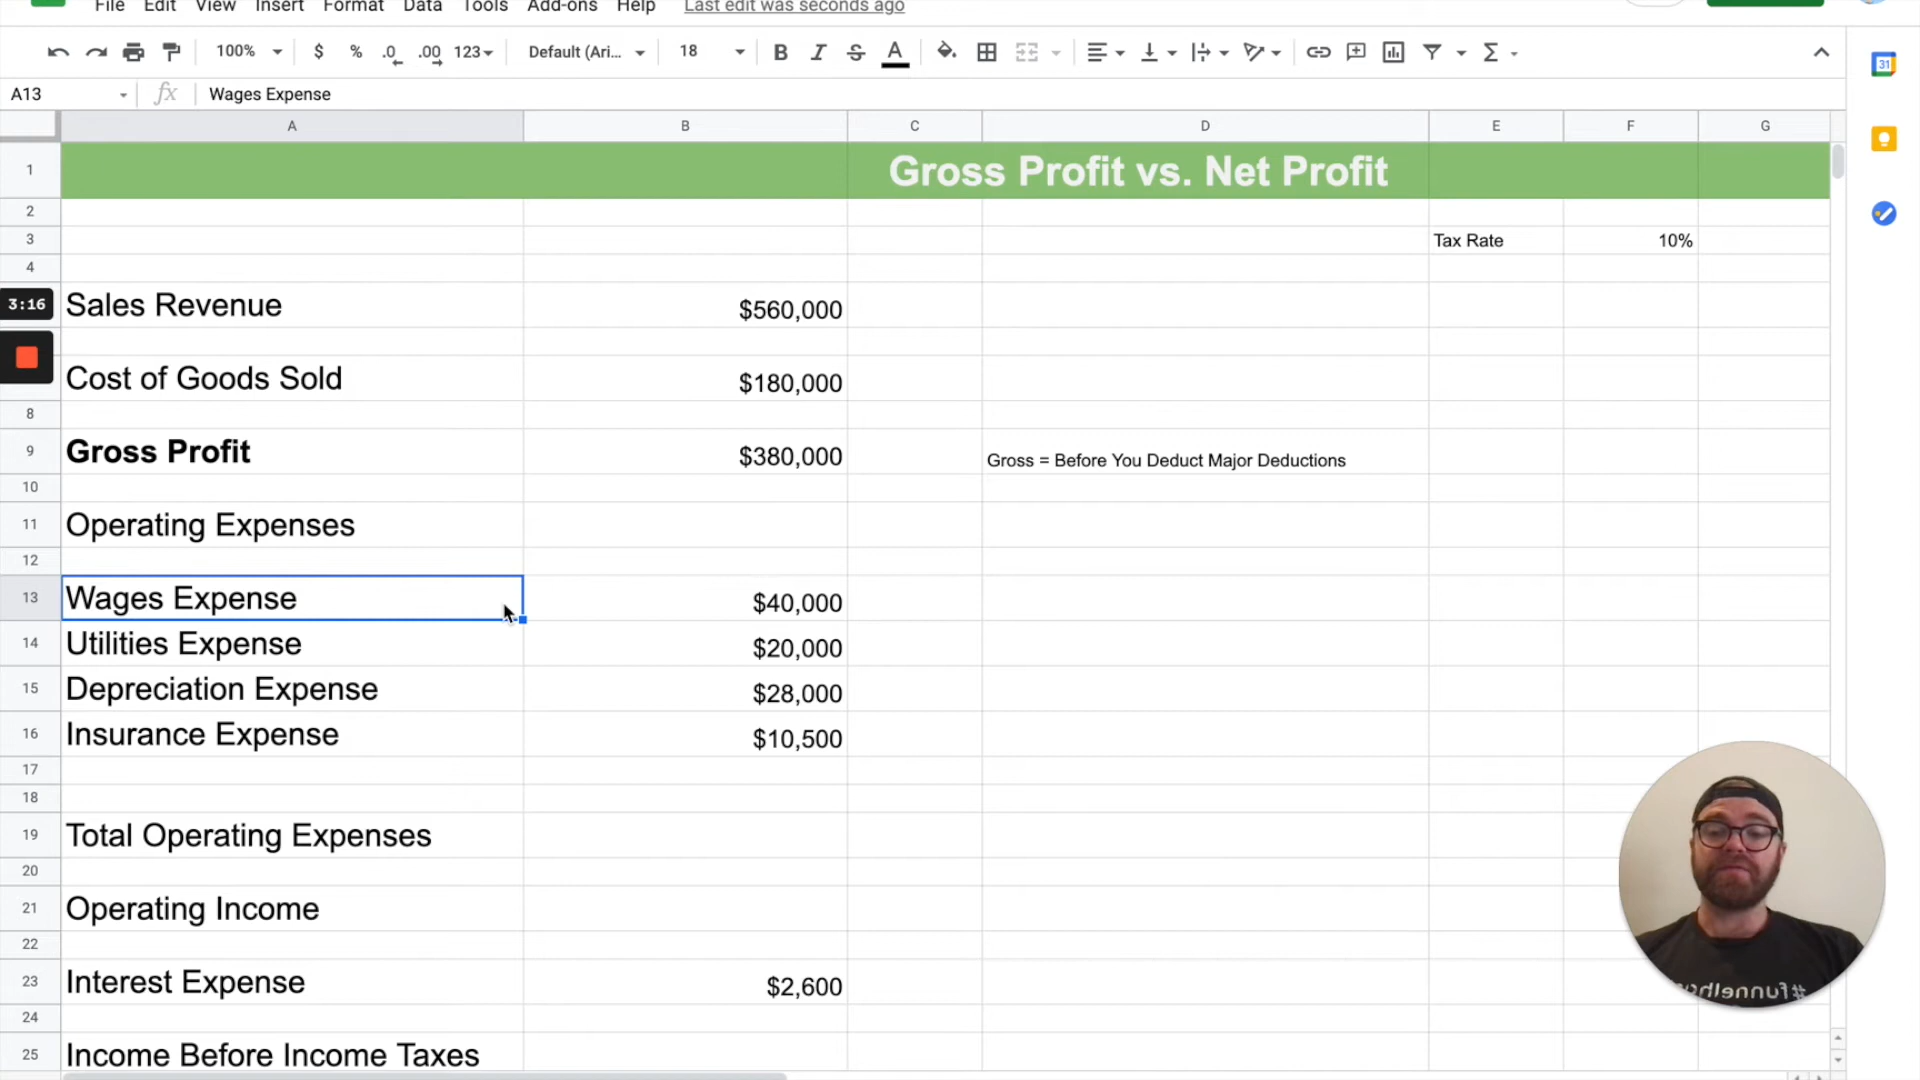 File Edit View Insert Format Data Tools Add-ons Help Last edit was seconds ago
100% $ % .0 .00 123 Default (Ari... 18 B I S A Σ
31
A13 fx Wages Expense
A B C D E F G
1 Gross Profit vs. Net Profit
2
3 Tax Rate 10%
4
3:16 Sales Revenue $560,000
Cost of Goods Sold $180,000
8
9 Gross Profit $380,000 Gross = Before You Deduct Major Deductions
10
11 Operating Expenses
12
13 Wages Expense $40,000
14 Utilities Expense $20,000
15 Depreciation Expense $28,000
16 Insurance Expense $10,500
17
18
19 Total Operating Expenses
20
21 Operating Income
22
23 Interest Expense $2,600
24
25 Income Before Income Taxes